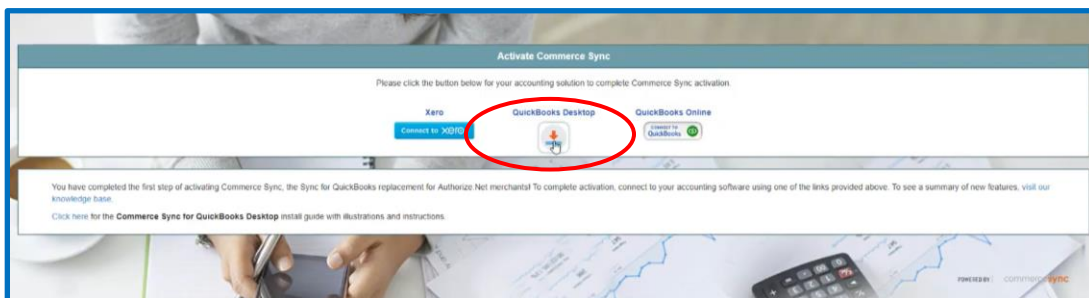 Activate Commerce Sync
Please click the button below for your accounting solution to complete Commerce Sync activation.
Xero QuickBooks Desktop QuickBooks Online
Connect to xero CONNECT TO
QuickBooks
You have completed the first step of activating Commerce Sync, the Sync for QuickBooks replacement for Authorize.Net merchants! To complete activation, connect to your accounting software using one of the links provided above. To see a summary of new features, visit our
knowledge base.
Click here for the Commerce Sync for QuickBooks Desktop install guide with illustrations and instructions.
POWERED BY commercesync